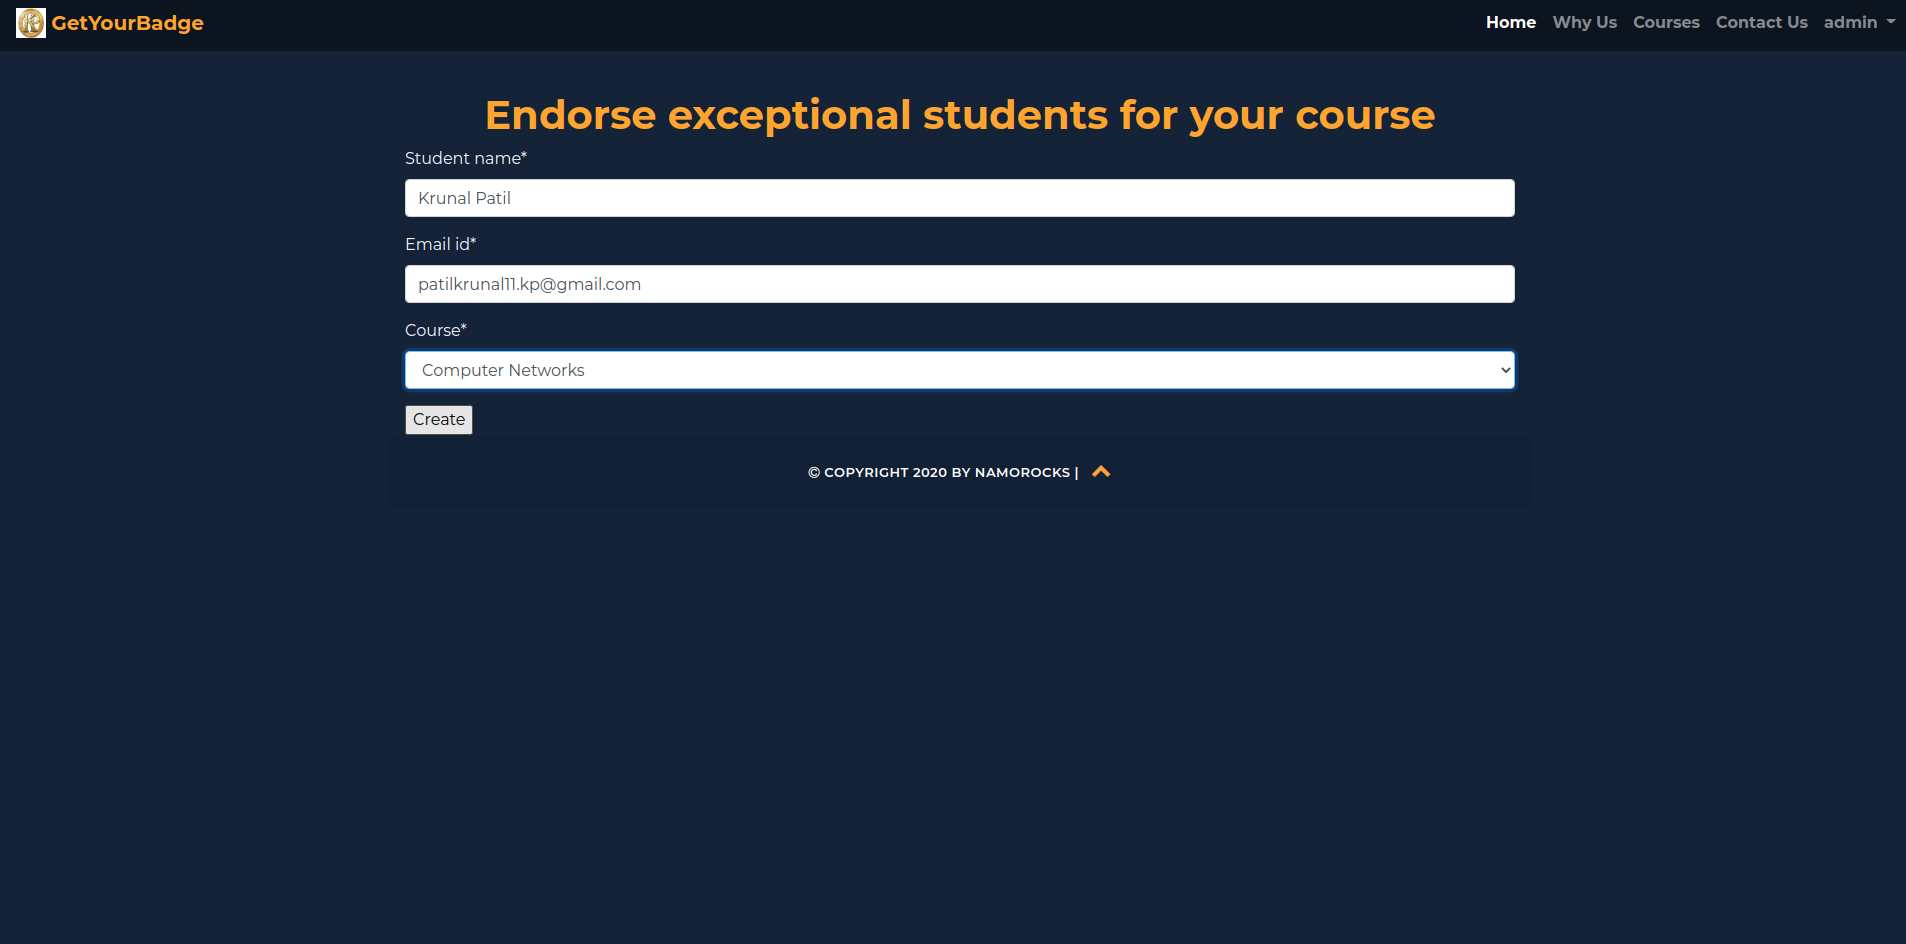 GetYourBadge
Home Why Us Courses Contact Us admin
Endorse exceptional students for your course
Student name*
Krunal Patil
Email id*
patilkrunal11.kp@gmail.com
Course*
Computer Networks
Create
© COPYRIGHT 2020 BY NAMOROCKS |